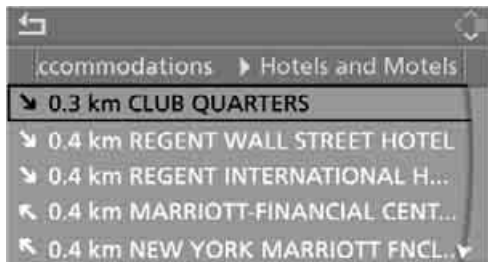 ccommodations Hotels and Motels
0.3 km CLUB QUARTERS
0.4 km REGENT WALL STREET HOTEL
0.4 km REGENT INTERNATIONAL H...
0.4 km MARRIOTT-FINANCIAL CENT...
0.4 km NEW YORK MARRIOTT FNCL..